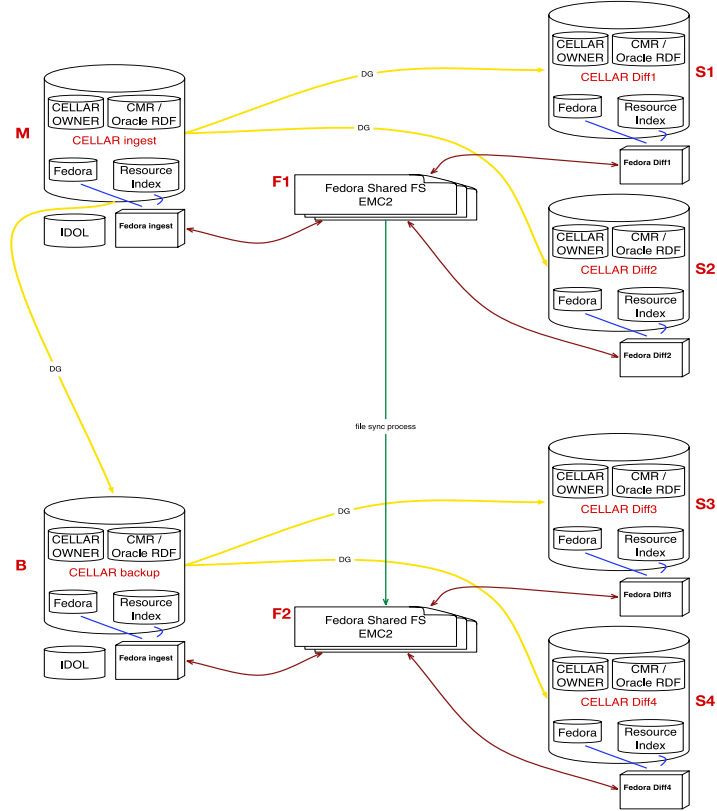 CELLAR OWNER
CMR / Oracle RDF
CELLAR Diff1
S1
Fedora
Resource Index
Fedora Diff1
DG
M
CELLAR OWNER
CMR / Oracle RDF
CELLAR ingest
Fedora
Resource Index
IDOL
Fedora ingest
DG
F1
Fedora Shared FS
EMC2
CELLAR OWNER
CMR / Oracle RDF
CELLAR Diff2
S2
Fedora
Resource Index
Fedora Diff2
DG
file sync process
CELLAR OWNER
CMR / Oracle RDF
CELLAR Diff3
S3
Fedora
Resource Index
Fedora Diff3
DG
B
CELLAR OWNER
CMR / Oracle RDF
CELLAR backup
Fedora
Resource Index
IDOL
Fedora ingest
DG
F2
Fedora Shared FS
EMC2
CELLAR OWNER
CMR / Oracle RDF
CELLAR Diff4
S4
Fedora
Resource Index
Fedora Diff4